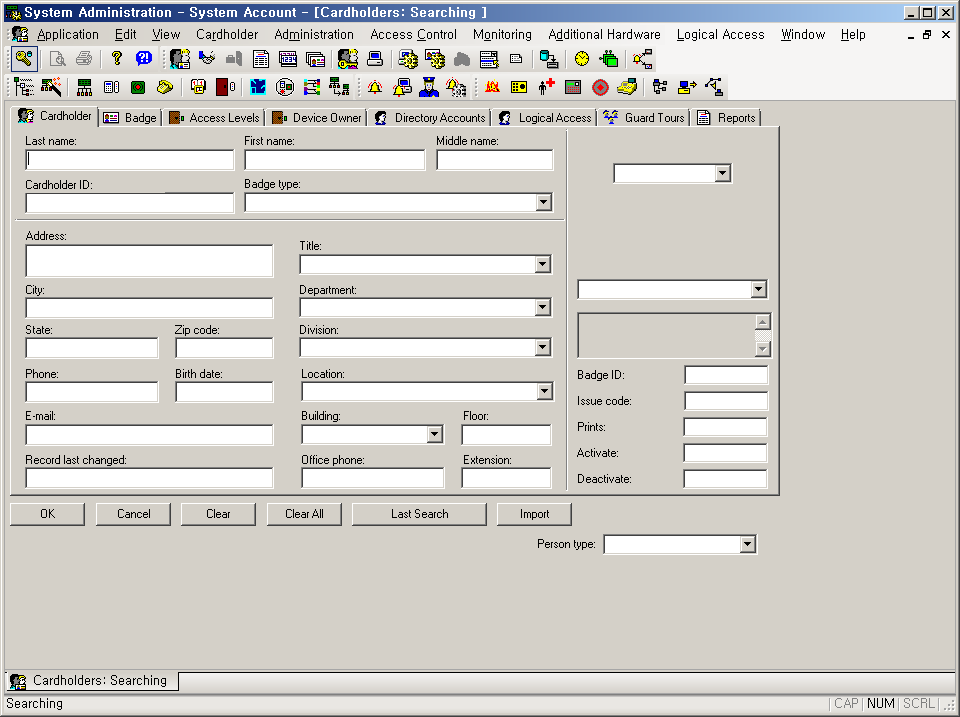 System Administration - System Account - [Cardholders: Searching ]
Application Edit View Cardholder Administration Access Control Monitoring Additional Hardware Logical Access Window Help
Cardholder Badge Access Levels Device Owner Directory Accounts Logical Access Guard Tours Reports
Last name: First name: Middle name:
Cardholder ID: Badge type:
Address: Title:
City: Department:
State: Zip code: Division:
Phone: Birth date: Location:
E-mail: Building: Floor:
Record last changed: Office phone: Extension:
Badge ID:
Issue code:
Prints:
Activate:
Deactivate:
OK Cancel Clear Clear All Last Search Import
Person type:
Cardholders: Searching
Searching CAP NUM SCRL